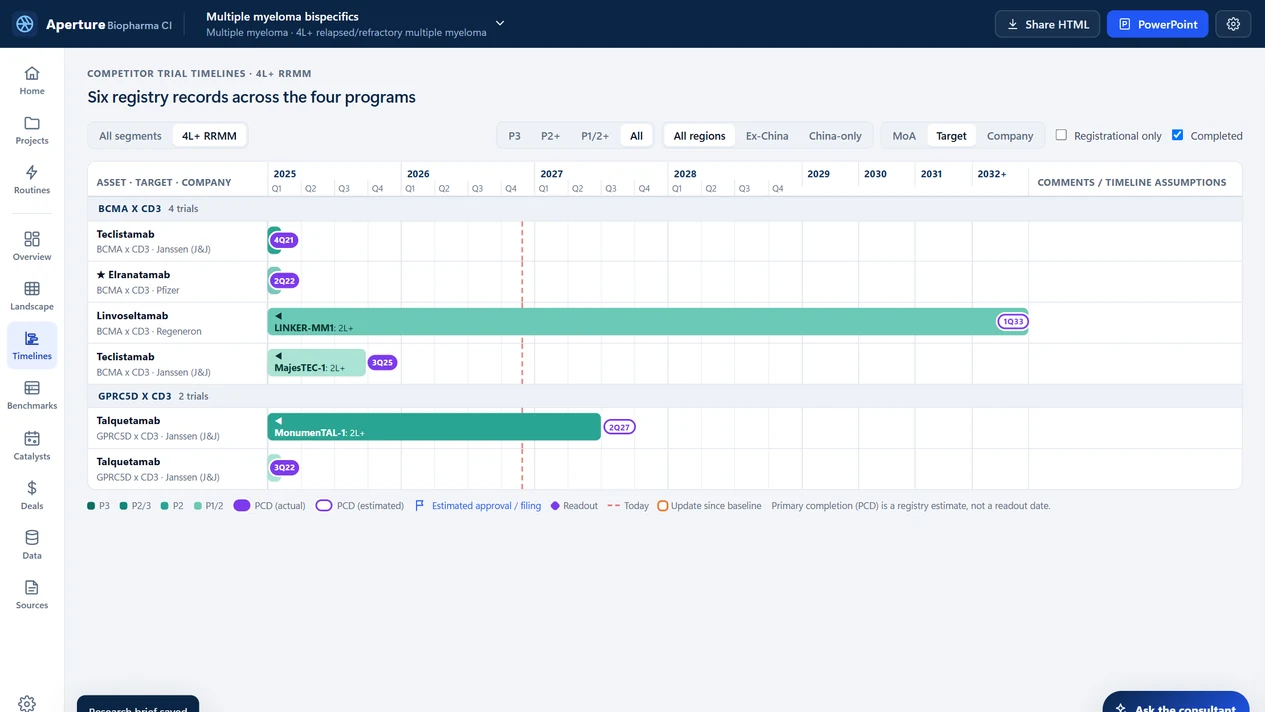 Aperture Biopharma CI
Multiple myeloma bispecifics
Multiple myeloma · 4L+ relapsed/refractory multiple myeloma
Share HTML
PowerPoint
Home
Projects
Routines
Overview
Landscape
Timelines
Benchmarks
Catalysts
Deals
Data
Sources
COMPETITOR TRIAL TIMELINES · 4L+ RRMM
Six registry records across the four programs
All segments 4L+ RRMM
P3 P2+ P1/2+ All
All regions Ex-China China-only
MoA Target Company
Registrational only
Completed
ASSET · TARGET · COMPANY
2025 2026 2027 2028 2029 2030 2031 2032+
Q1 Q2 Q3 Q4 Q1 Q2 Q3 Q4 Q1 Q2 Q3 Q4 Q1 Q2 Q3 Q4
COMMENTS / TIMELINE ASSUMPTIONS
BCMA X CD3 4 trials
Teclistamab
BCMA x CD3 · Janssen (J&J)
4Q21
★ Elranatamab
BCMA x CD3 · Pfizer
2Q22
Linvoseltamab
BCMA x CD3 · Regeneron
◀
LINKER-MM1: 2L+
1Q33
Teclistamab
BCMA x CD3 · Janssen (J&J)
◀
MajesTEC-1: 2L+
3Q25
GPRC5D X CD3 2 trials
Talquetamab
GPRC5D x CD3 · Janssen (J&J)
◀
MonumenTAL-1: 2L+
2Q27
Talquetamab
GPRC5D x CD3 · Janssen (J&J)
3Q22
P3 P2/3 P2 P1/2 PCD (actual) PCD (estimated) Estimated approval / filing Readout Today Update since baseline Primary completion (PCD) is a registry estimate, not a readout date.
Research brief saved
Ask the consultant